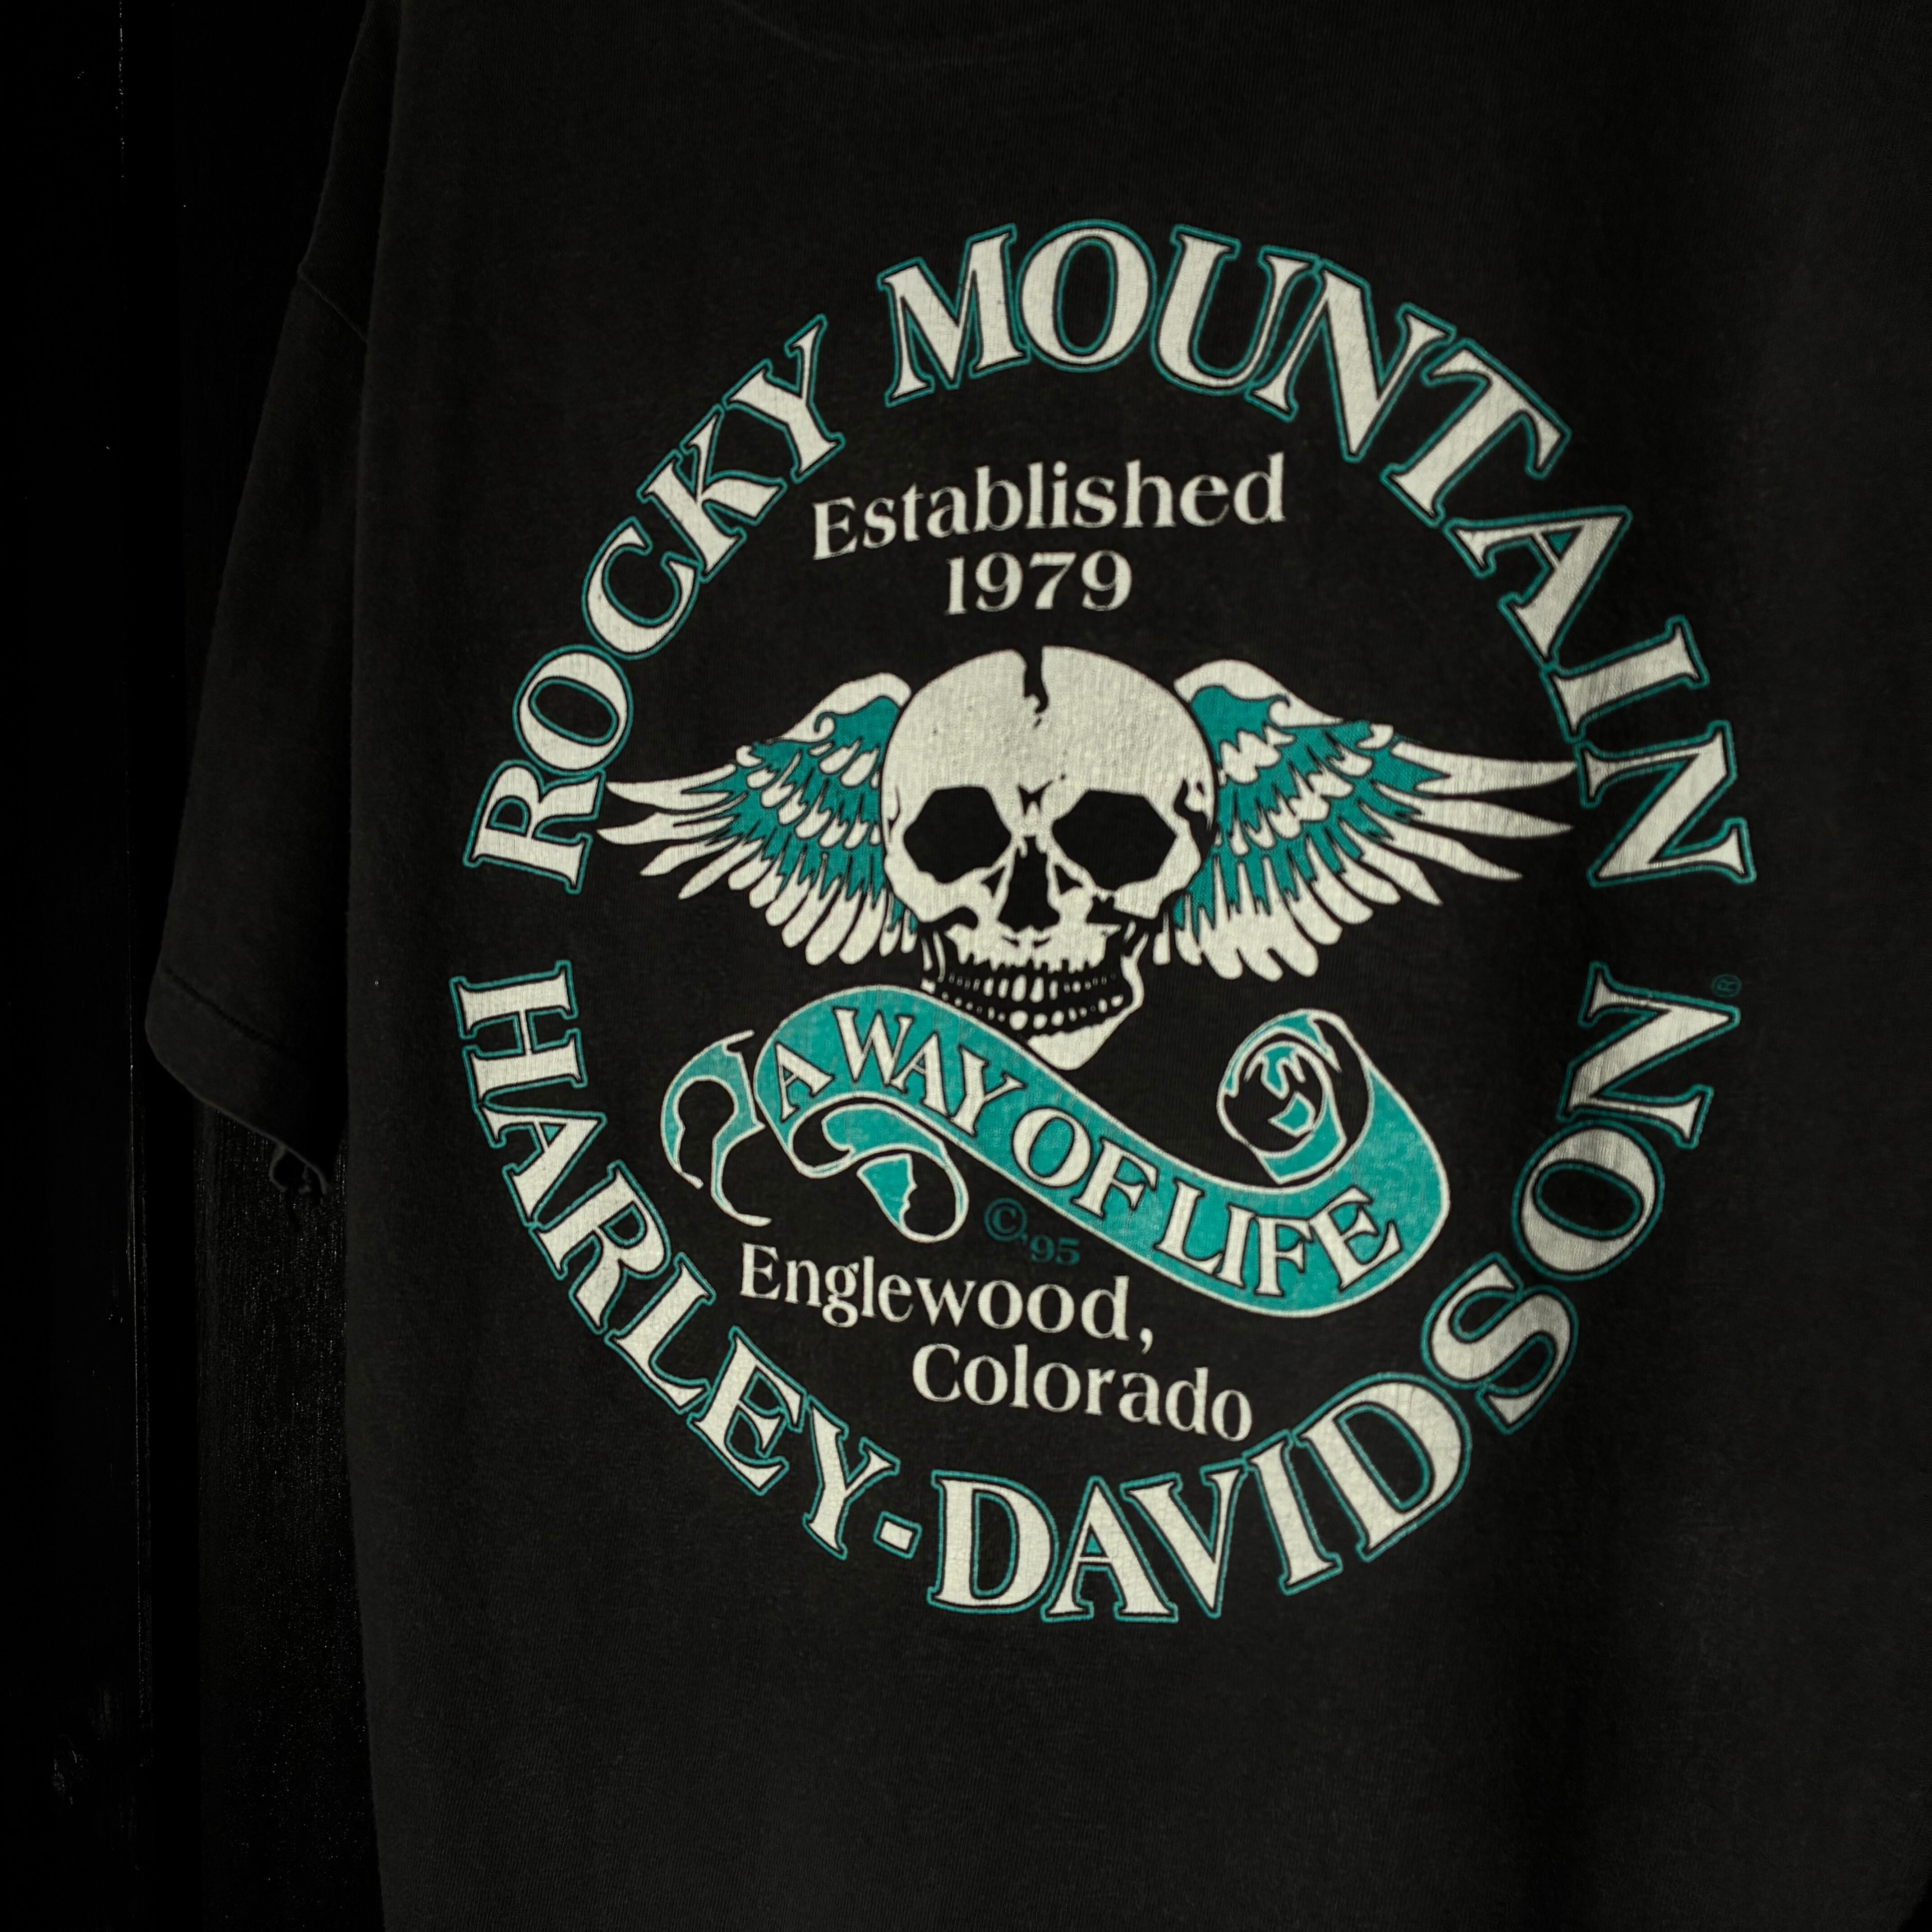 ROCKY MOUNTAIN
Established
1979
A WAY OF LIFE
© '95
Englewood,
Colorado
HARLEY-DAVIDSON ®